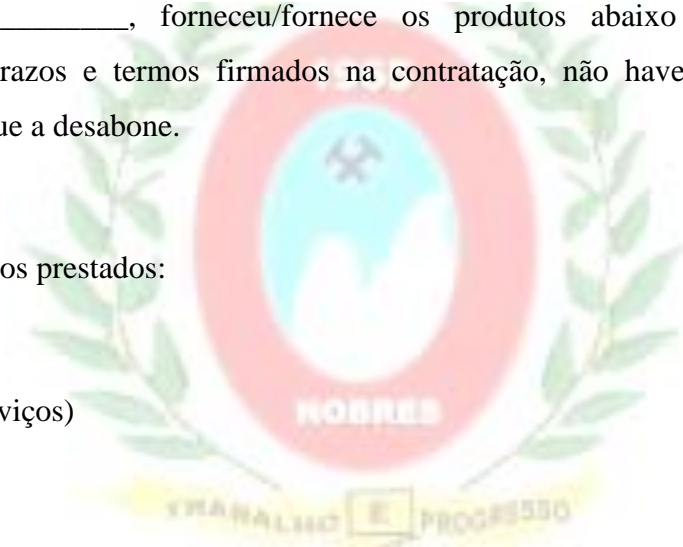 ________, forneceu/fornece os produtos abaixo
razos e termos firmados na contratação, não have
ue a desabone.
os prestados:
viços)
NOBRES
TRABALHO E PROGRESSO